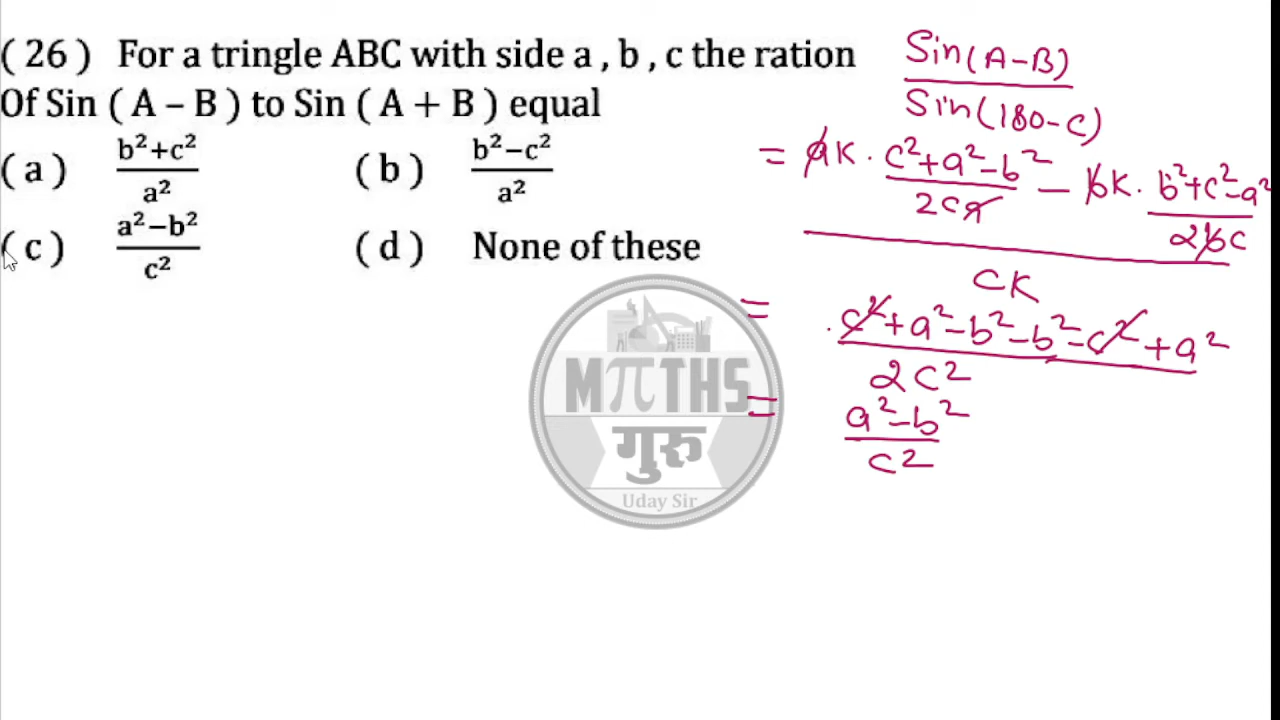 ( 26 ) For a tringle ABC with side a , b , c the ration
Of Sin ( A – B ) to Sin ( A + B ) equal
( a ) b²+c²/a² ( b ) b²−c²/a²
( c ) a²−b²/c² ( d ) None of these
Sin(A-B)/Sin(180-C)
= aK · c²+a²-b²/2ca - bK · b²+c²-a²/2bc
CK
= · c²+a²-b²-b²-c²+a²/2c²
= a²-b²/c²
MπTHS
गुरु
Uday Sir